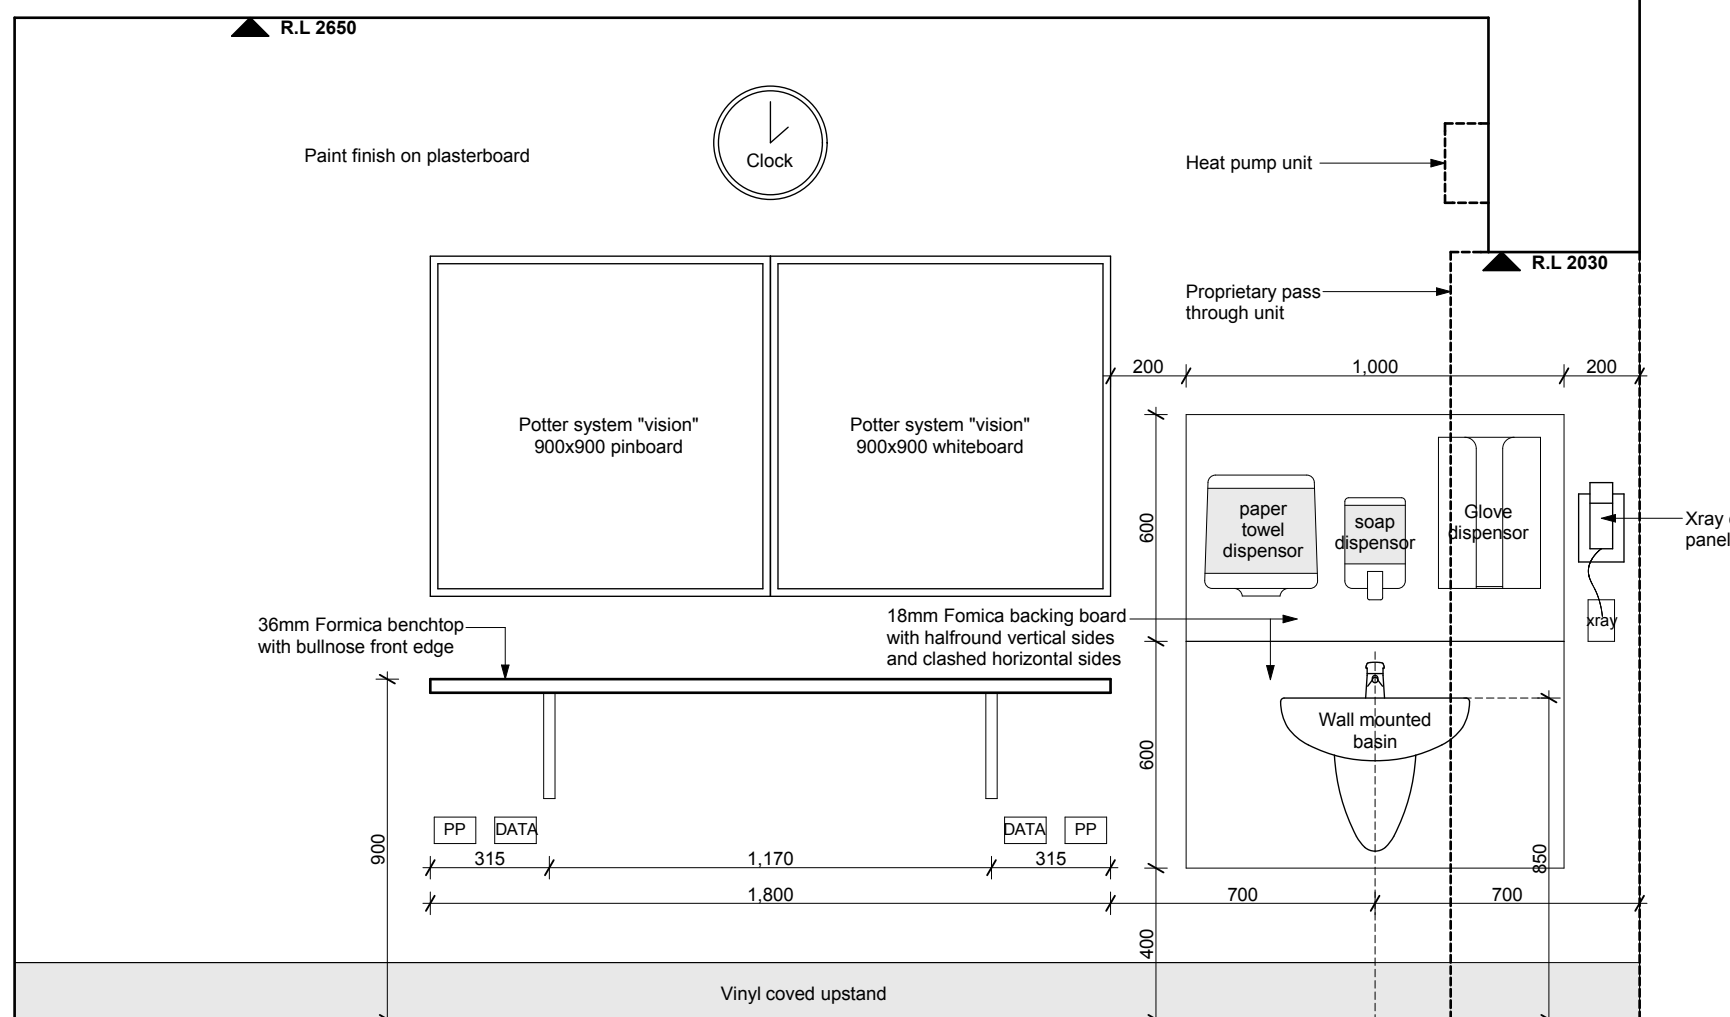 R.L 2650
Paint finish on plasterboard
Clock
Heat pump unit
R.L 2030
Proprietary pass
through unit
200
1,000
200
Potter system "vision"
900x900 pinboard
Potter system "vision"
900x900 whiteboard
600
paper
towel
dispensor
soap
dispensor
Glove
dispensor
Xray
panel
xray
36mm Formica benchtop
with bullnose front edge
18mm Fomica backing board
with halfround vertical sides
and clashed horizontal sides
Wall mounted
basin
600
PP
DATA
DATA
PP
900
315
1,170
315
850
1,800
700
700
400
Vinyl coved upstand